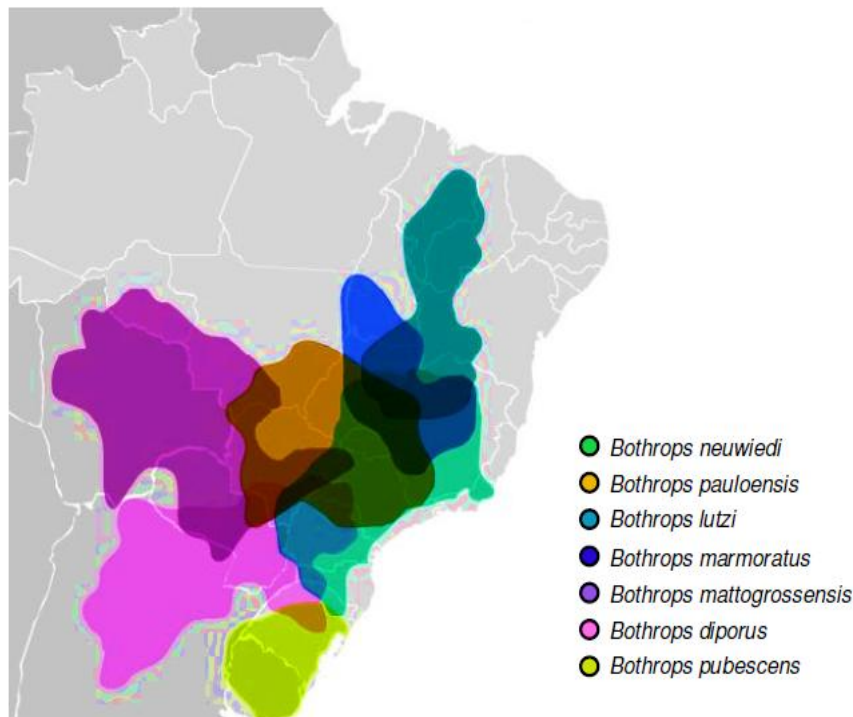 Bothrops neuwiedi
Bothrops pauloensis
Bothrops lutzi
Bothrops marmoratus
Bothrops mattogrossensis
Bothrops diporus
Bothrops pubescens